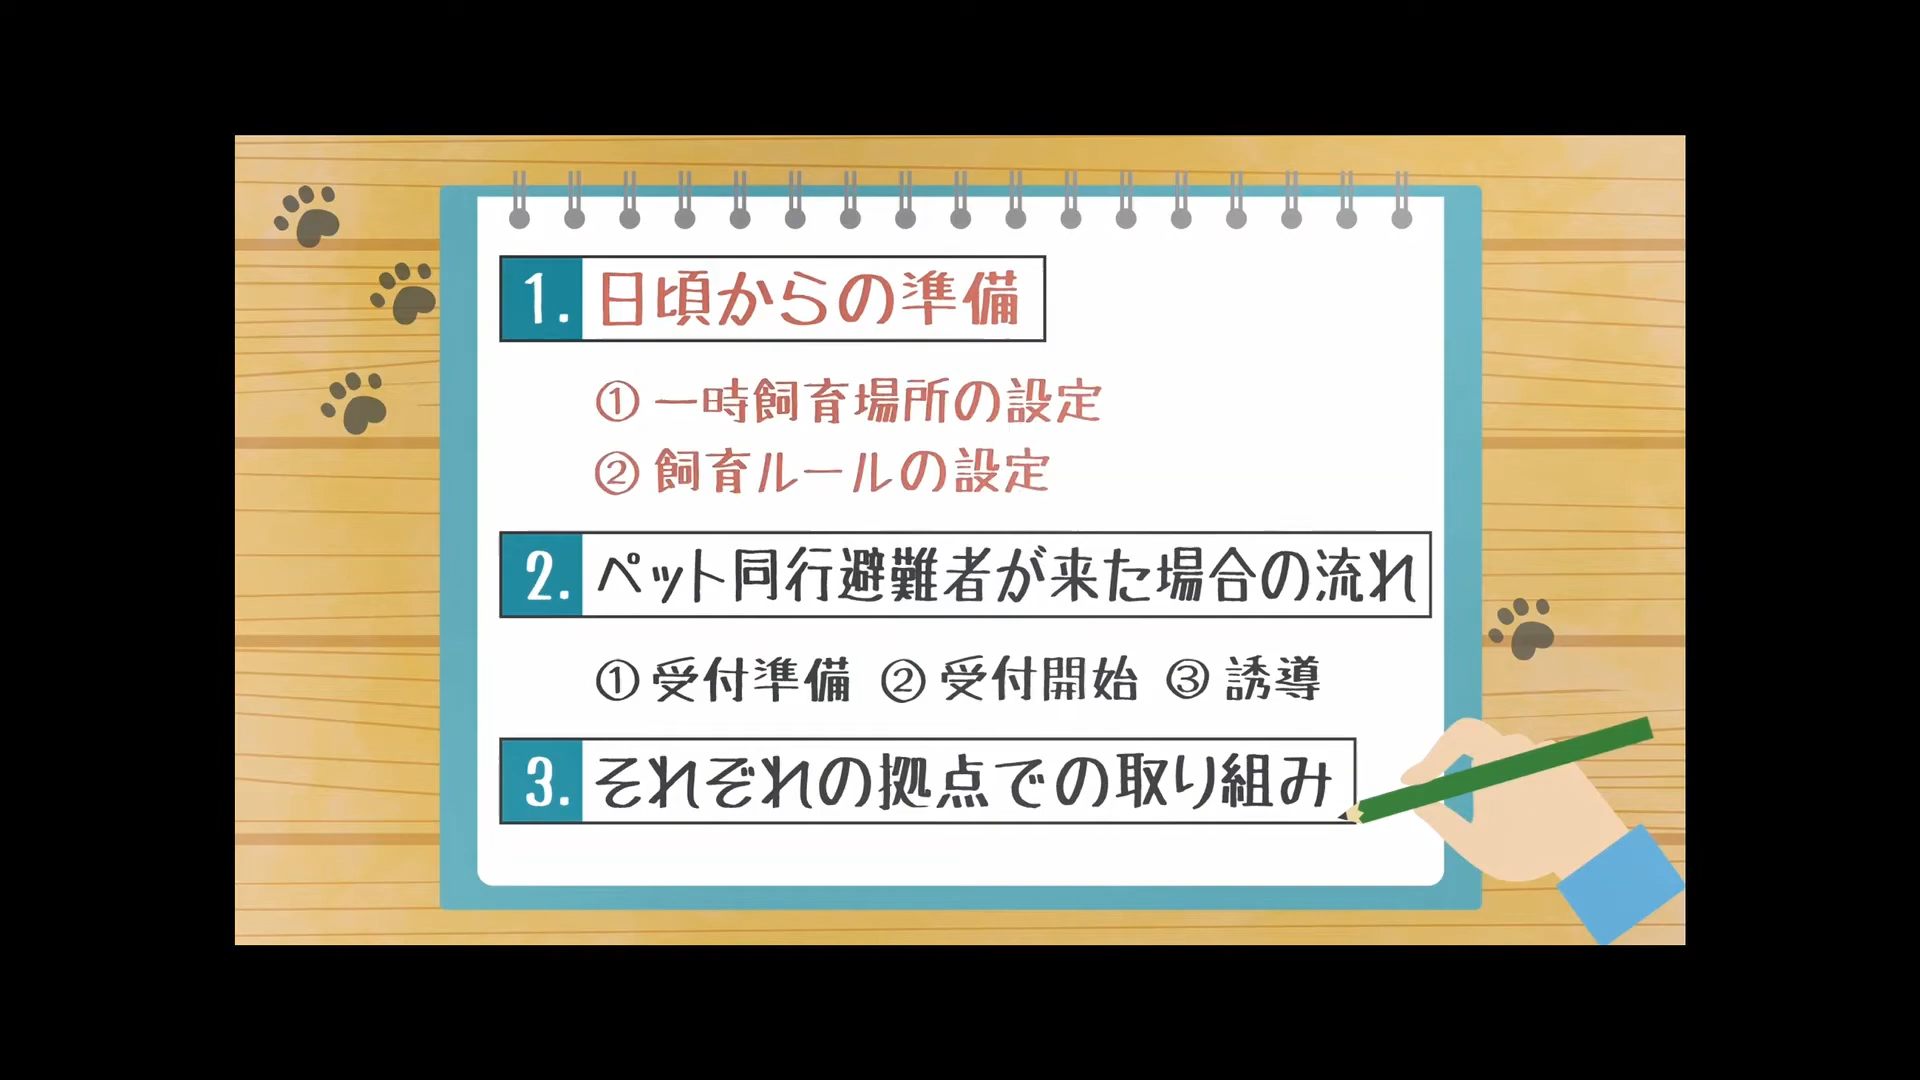 1. 日頃からの準備
① 一時飼育場所の設定
② 飼育ルールの設定
2. ペット同行避難者が来た場合の流れ
① 受付準備 ② 受付開始 ③ 誘導
3. それぞれの拠点での取り組み